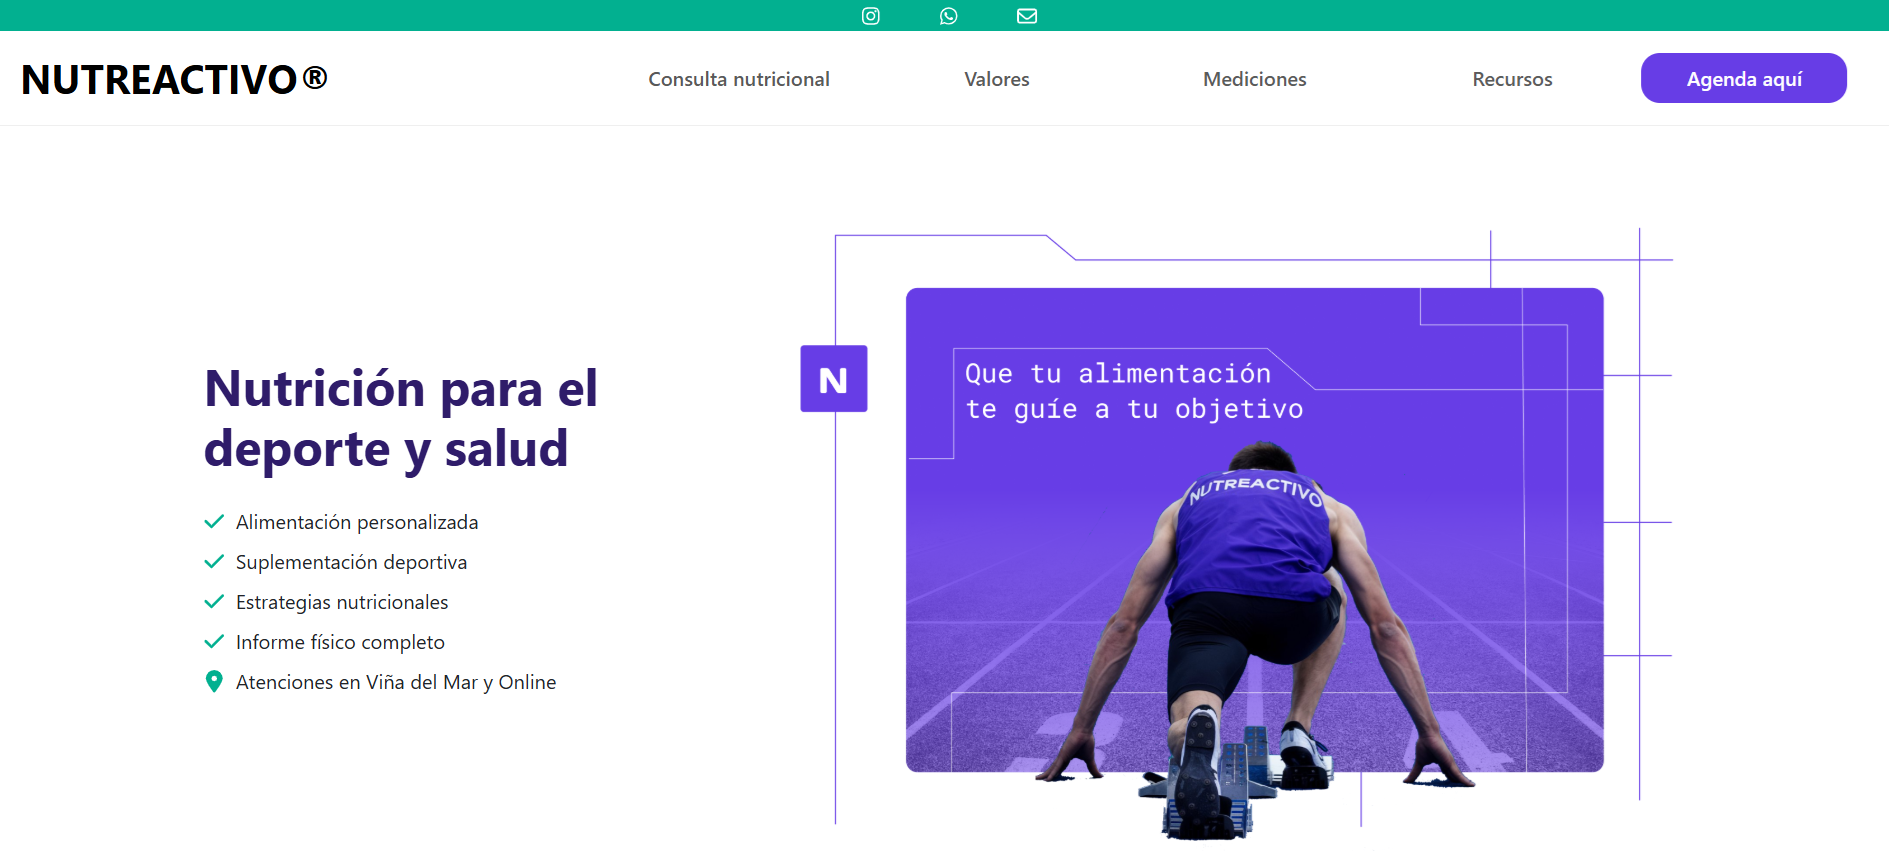 NUTREACTIVO®
Consulta nutricional
Valores
Mediciones
Recursos
Agenda aquí
Nutrición para el
deporte y salud
Alimentación personalizada
Suplementación deportiva
Estrategias nutricionales
Informe físico completo
Atenciones en Viña del Mar y Online
N
Que tu alimentación
te guíe a tu objetivo
NUTREACTIVO
3